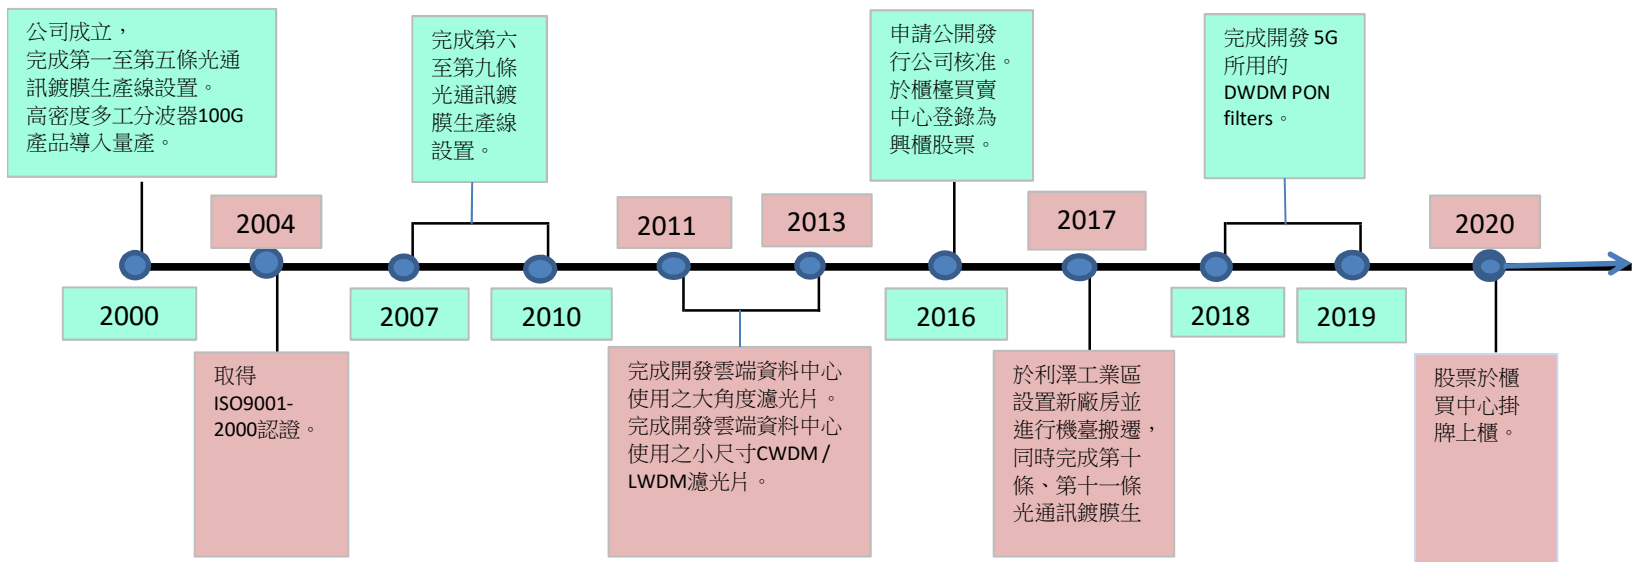 公司成立，
完成第一至第五條光通
訊鍍膜生產線設置。
高密度多工分波器100G
產品導入量產。
完成第六
至第九條
光通訊鍍
膜生產線
設置。
申請公開發
行公司核准。
於櫃檯買賣
中心登錄為
興櫃股票。
完成開發 5G
所用的
DWDM PON
filters。
2004
2011
2013
2017
2020
2000
2007
2010
2016
2018
2019
取得
ISO9001-
2000認證。
完成開發雲端資料中心
使用之大角度濾光片。
完成開發雲端資料中心
使用之小尺寸CWDM /
LWDM濾光片。
於利澤工業區
設置新廠房並
進行機臺搬遷，
同時完成第十
條、第十一條
光通訊鍍膜生
股票於櫃
買中心掛
牌上櫃。